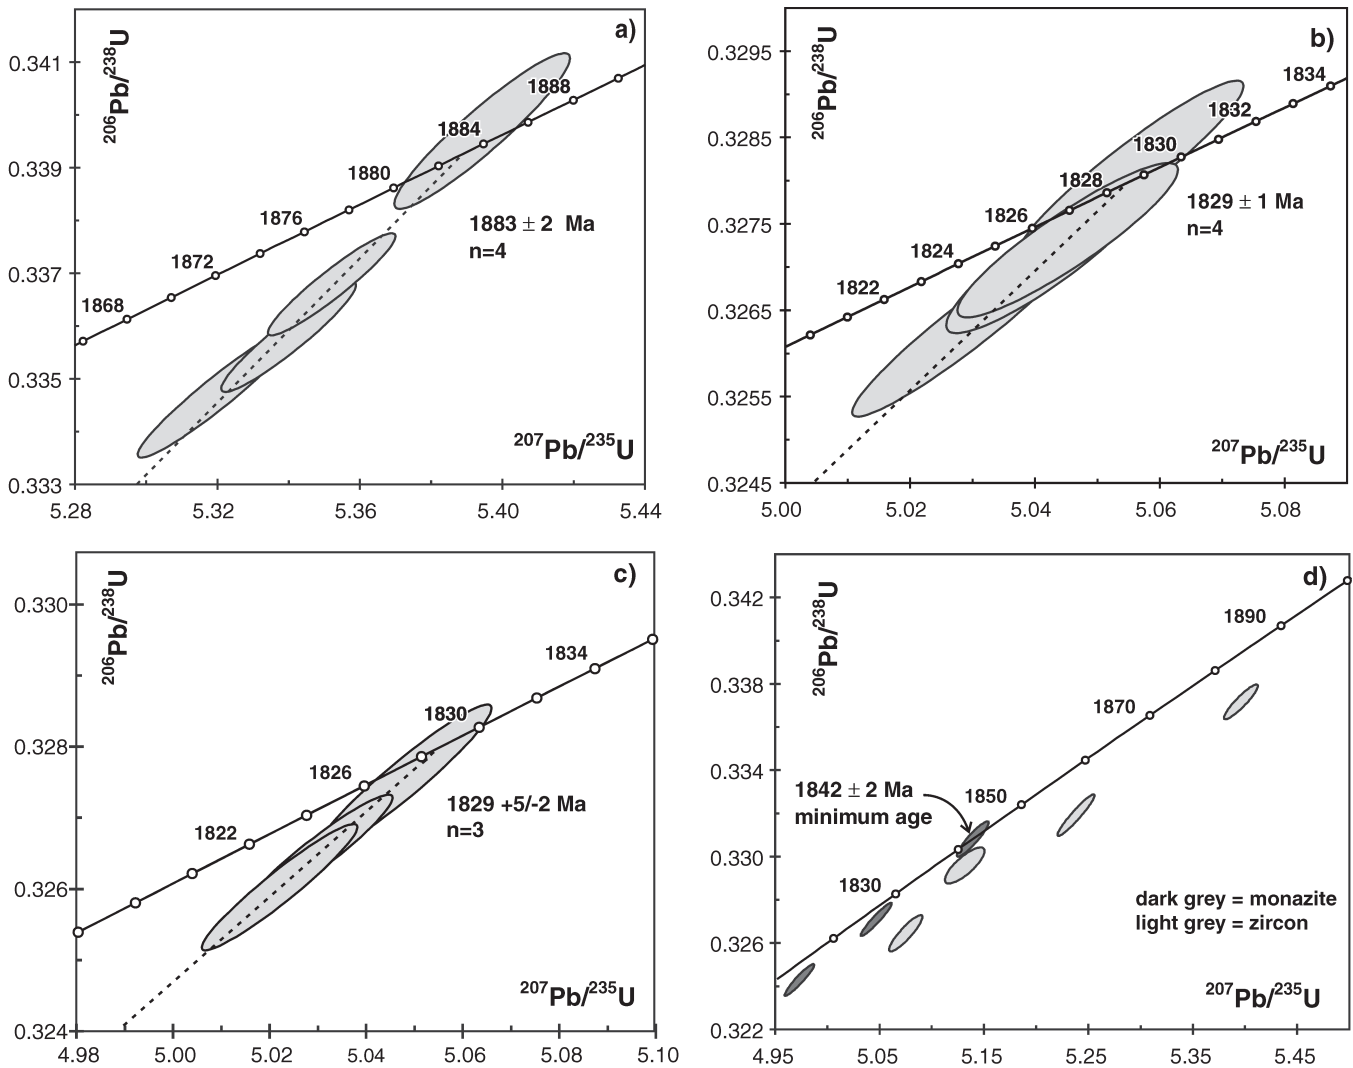 a)
206Pb/238U
0.341
0.339
0.337
0.335
0.333
1888
1884
1880
1876
1872
1868
1883 ± 2 Ma
n=4
207Pb/235U
5.28 5.32 5.36 5.40 5.44
b)
206Pb/238U
0.3295
0.3285
0.3275
0.3265
0.3255
0.3245
1834
1832
1830
1828
1826
1824
1822
1829 ± 1 Ma
n=4
207Pb/235U
5.00 5.02 5.04 5.06 5.08
c)
206Pb/238U
0.330
0.328
0.326
0.324
1834
1830
1826
1822
1829 +5/-2 Ma
n=3
207Pb/235U
4.98 5.00 5.02 5.04 5.06 5.08 5.10
d)
206Pb/238U
0.342
0.338
0.334
0.330
0.326
0.322
1890
1870
1850
1830
1842 ± 2 Ma
minimum age
dark grey = monazite
light grey = zircon
207Pb/235U
4.95 5.05 5.15 5.25 5.35 5.45